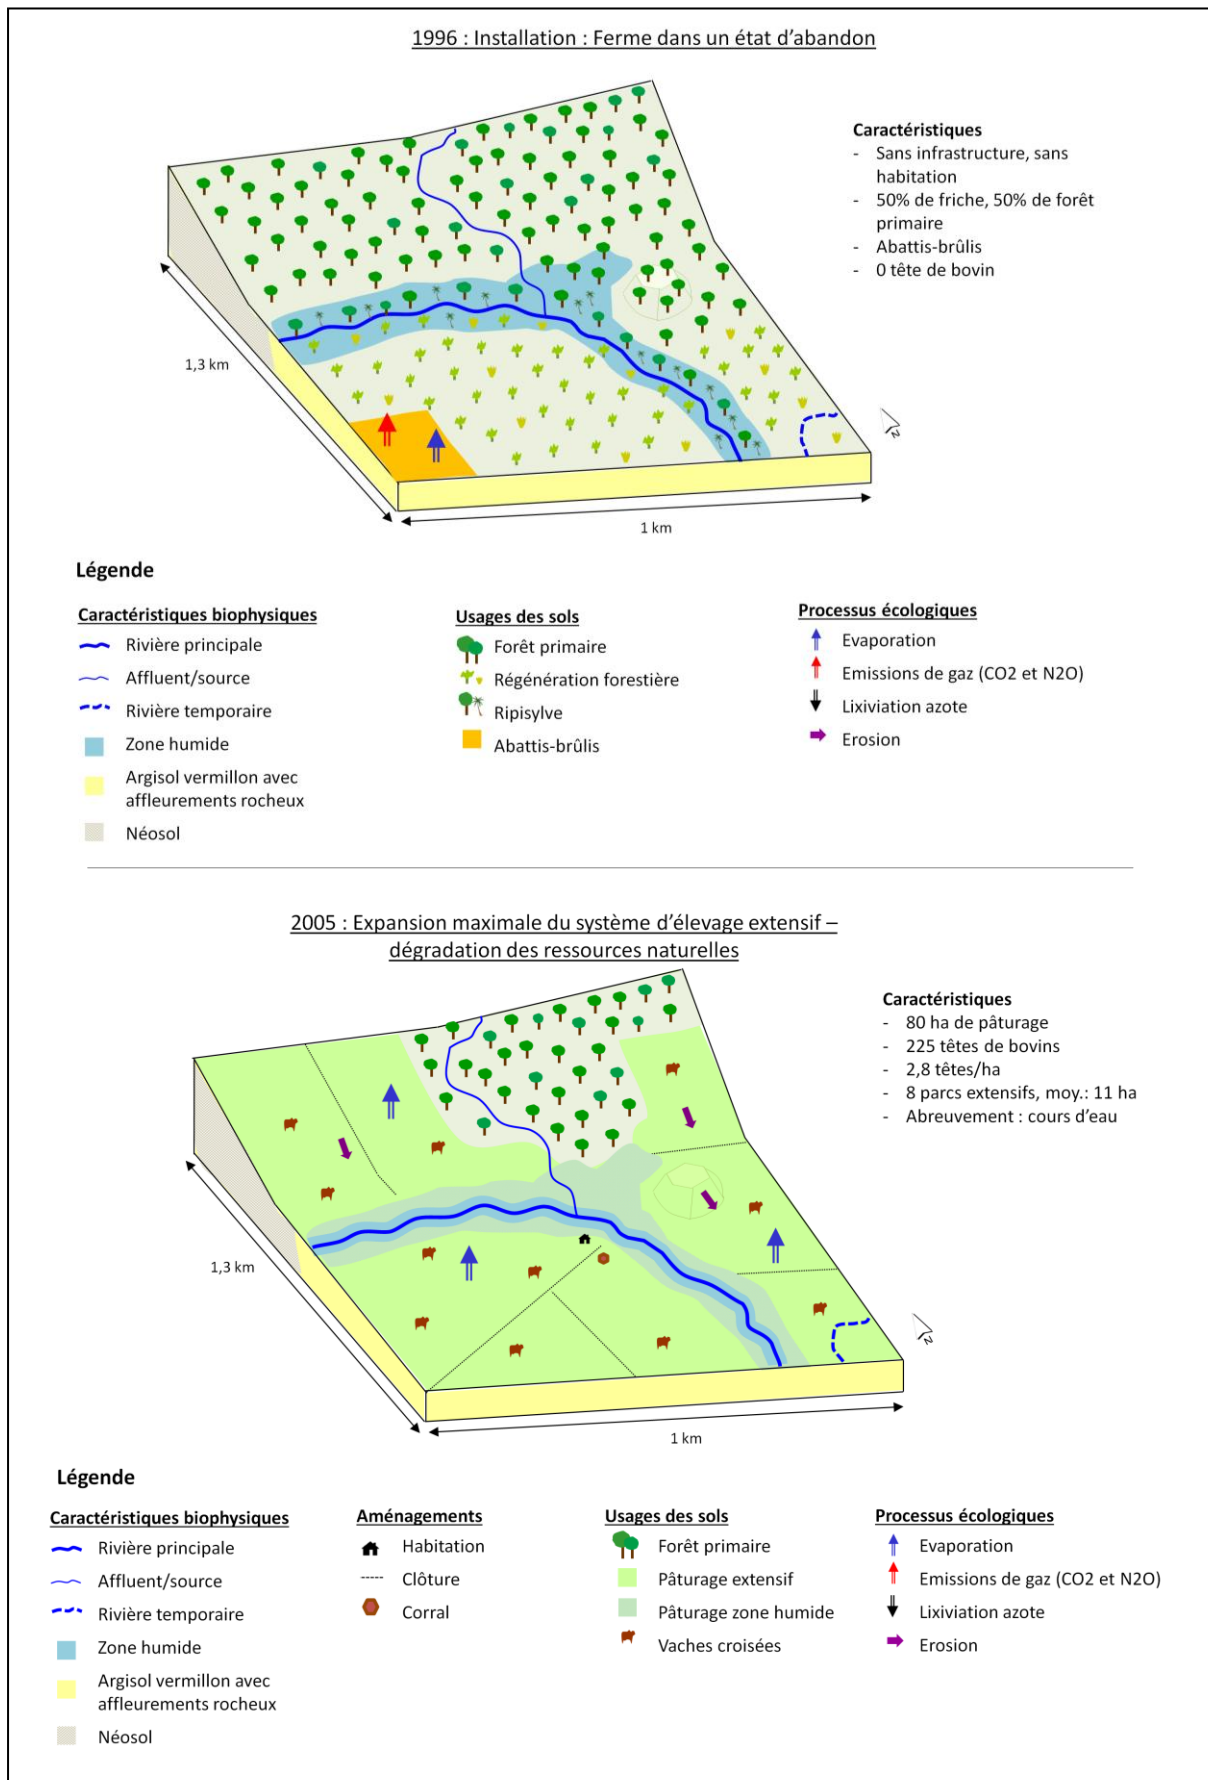 1996 : Installation : Ferme dans un état d'abandon
Caractéristiques
- Sans infrastructure, sans
habitation
- 50% de friche, 50% de forêt
primaire
- Abattis-brûlis
- 0 tête de bovin
1,3 km
N
1 km
Légende
Caractéristiques biophysiques
Rivière principale
Affluent/source
Rivière temporaire
Zone humide
Argisol vermillon avec
affleurements rocheux
Néosol
Usages des sols
Forêt primaire
Régénération forestière
Ripisylve
Abattis-brûlis
Processus écologiques
Evaporation
Emissions de gaz (CO2 et N2O)
Lixiviation azote
Erosion
2005 : Expansion maximale du système d'élevage extensif –
dégradation des ressources naturelles
Caractéristiques
- 80 ha de pâturage
- 225 têtes de bovins
- 2,8 têtes/ha
- 8 parcs extensifs, moy.: 11 ha
- Abreuvement : cours d'eau
1,3 km
N
1 km
Légende
Caractéristiques biophysiques
Rivière principale
Affluent/source
Rivière temporaire
Zone humide
Argisol vermillon avec
affleurements rocheux
Néosol
Aménagements
Habitation
Clôture
Corral
Usages des sols
Forêt primaire
Pâturage extensif
Pâturage zone humide
Vaches croisées
Processus écologiques
Evaporation
Emissions de gaz (CO2 et N2O)
Lixiviation azote
Erosion